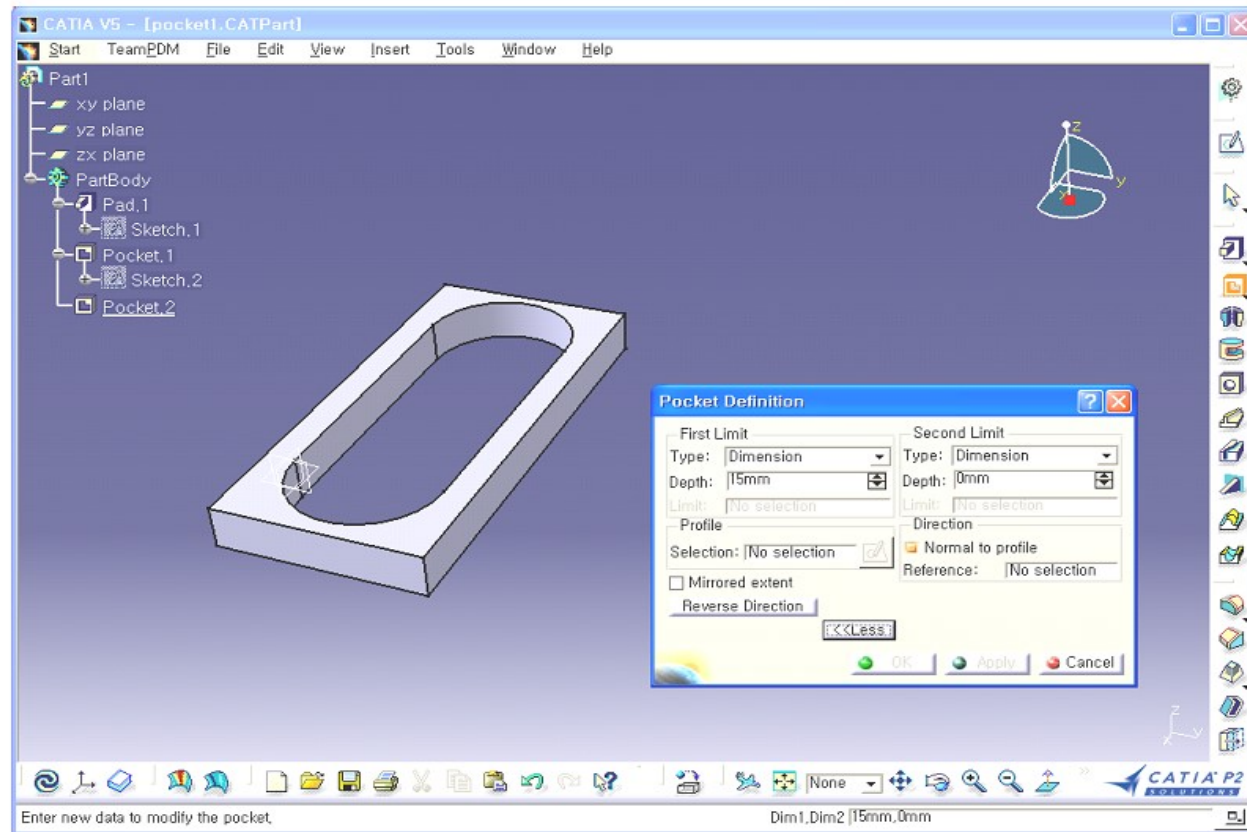 CATIA V5 - [pocket1.CATPart]
Start TeamPDM File Edit View Insert Tools Window Help
Part1
xy plane
yz plane
zx plane
PartBody
Pad.1
Sketch.1
Pocket.1
Sketch.2
Pocket.2
z
y
x
Pocket Definition
First Limit
Type: Dimension
Depth: 15mm
Limit: No selection
Profile
Selection: No selection
Mirrored extent
Reverse Direction
Second Limit
Type: Dimension
Depth: 0mm
Limit: No selection
Direction
Normal to profile
Reference: No selection
<<Less
OK Apply Cancel
z
y
x
None
CATIA P2
SOLUTIONS
Enter new data to modify the pocket. Dim1,Dim2 15mm,0mm